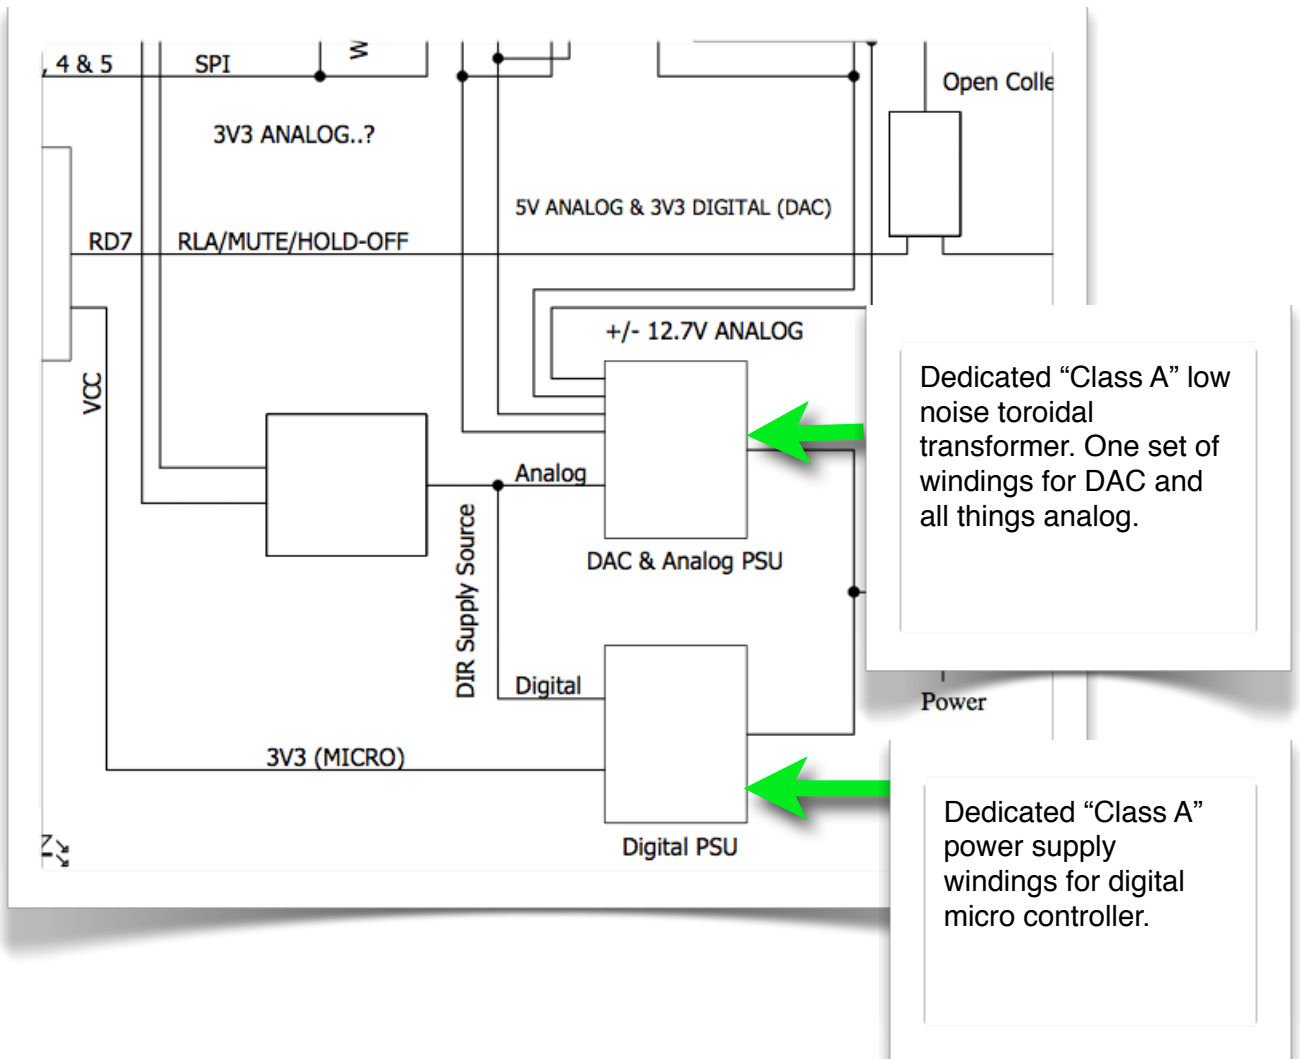 , 4 & 5
SPI
W
Open Colle
3V3 ANALOG..?
5V ANALOG & 3V3 DIGITAL (DAC)
RD7
RLA/MUTE/HOLD-OFF
+/- 12.7V ANALOG
VCC
Dedicated “Class A” low
noise toroidal
transformer. One set of
windings for DAC and
all things analog.
Analog
DIR Supply Source
DAC & Analog PSU
Digital
Power
3V3 (MICRO)
Digital PSU
Dedicated “Class A”
power supply
windings for digital
micro controller.